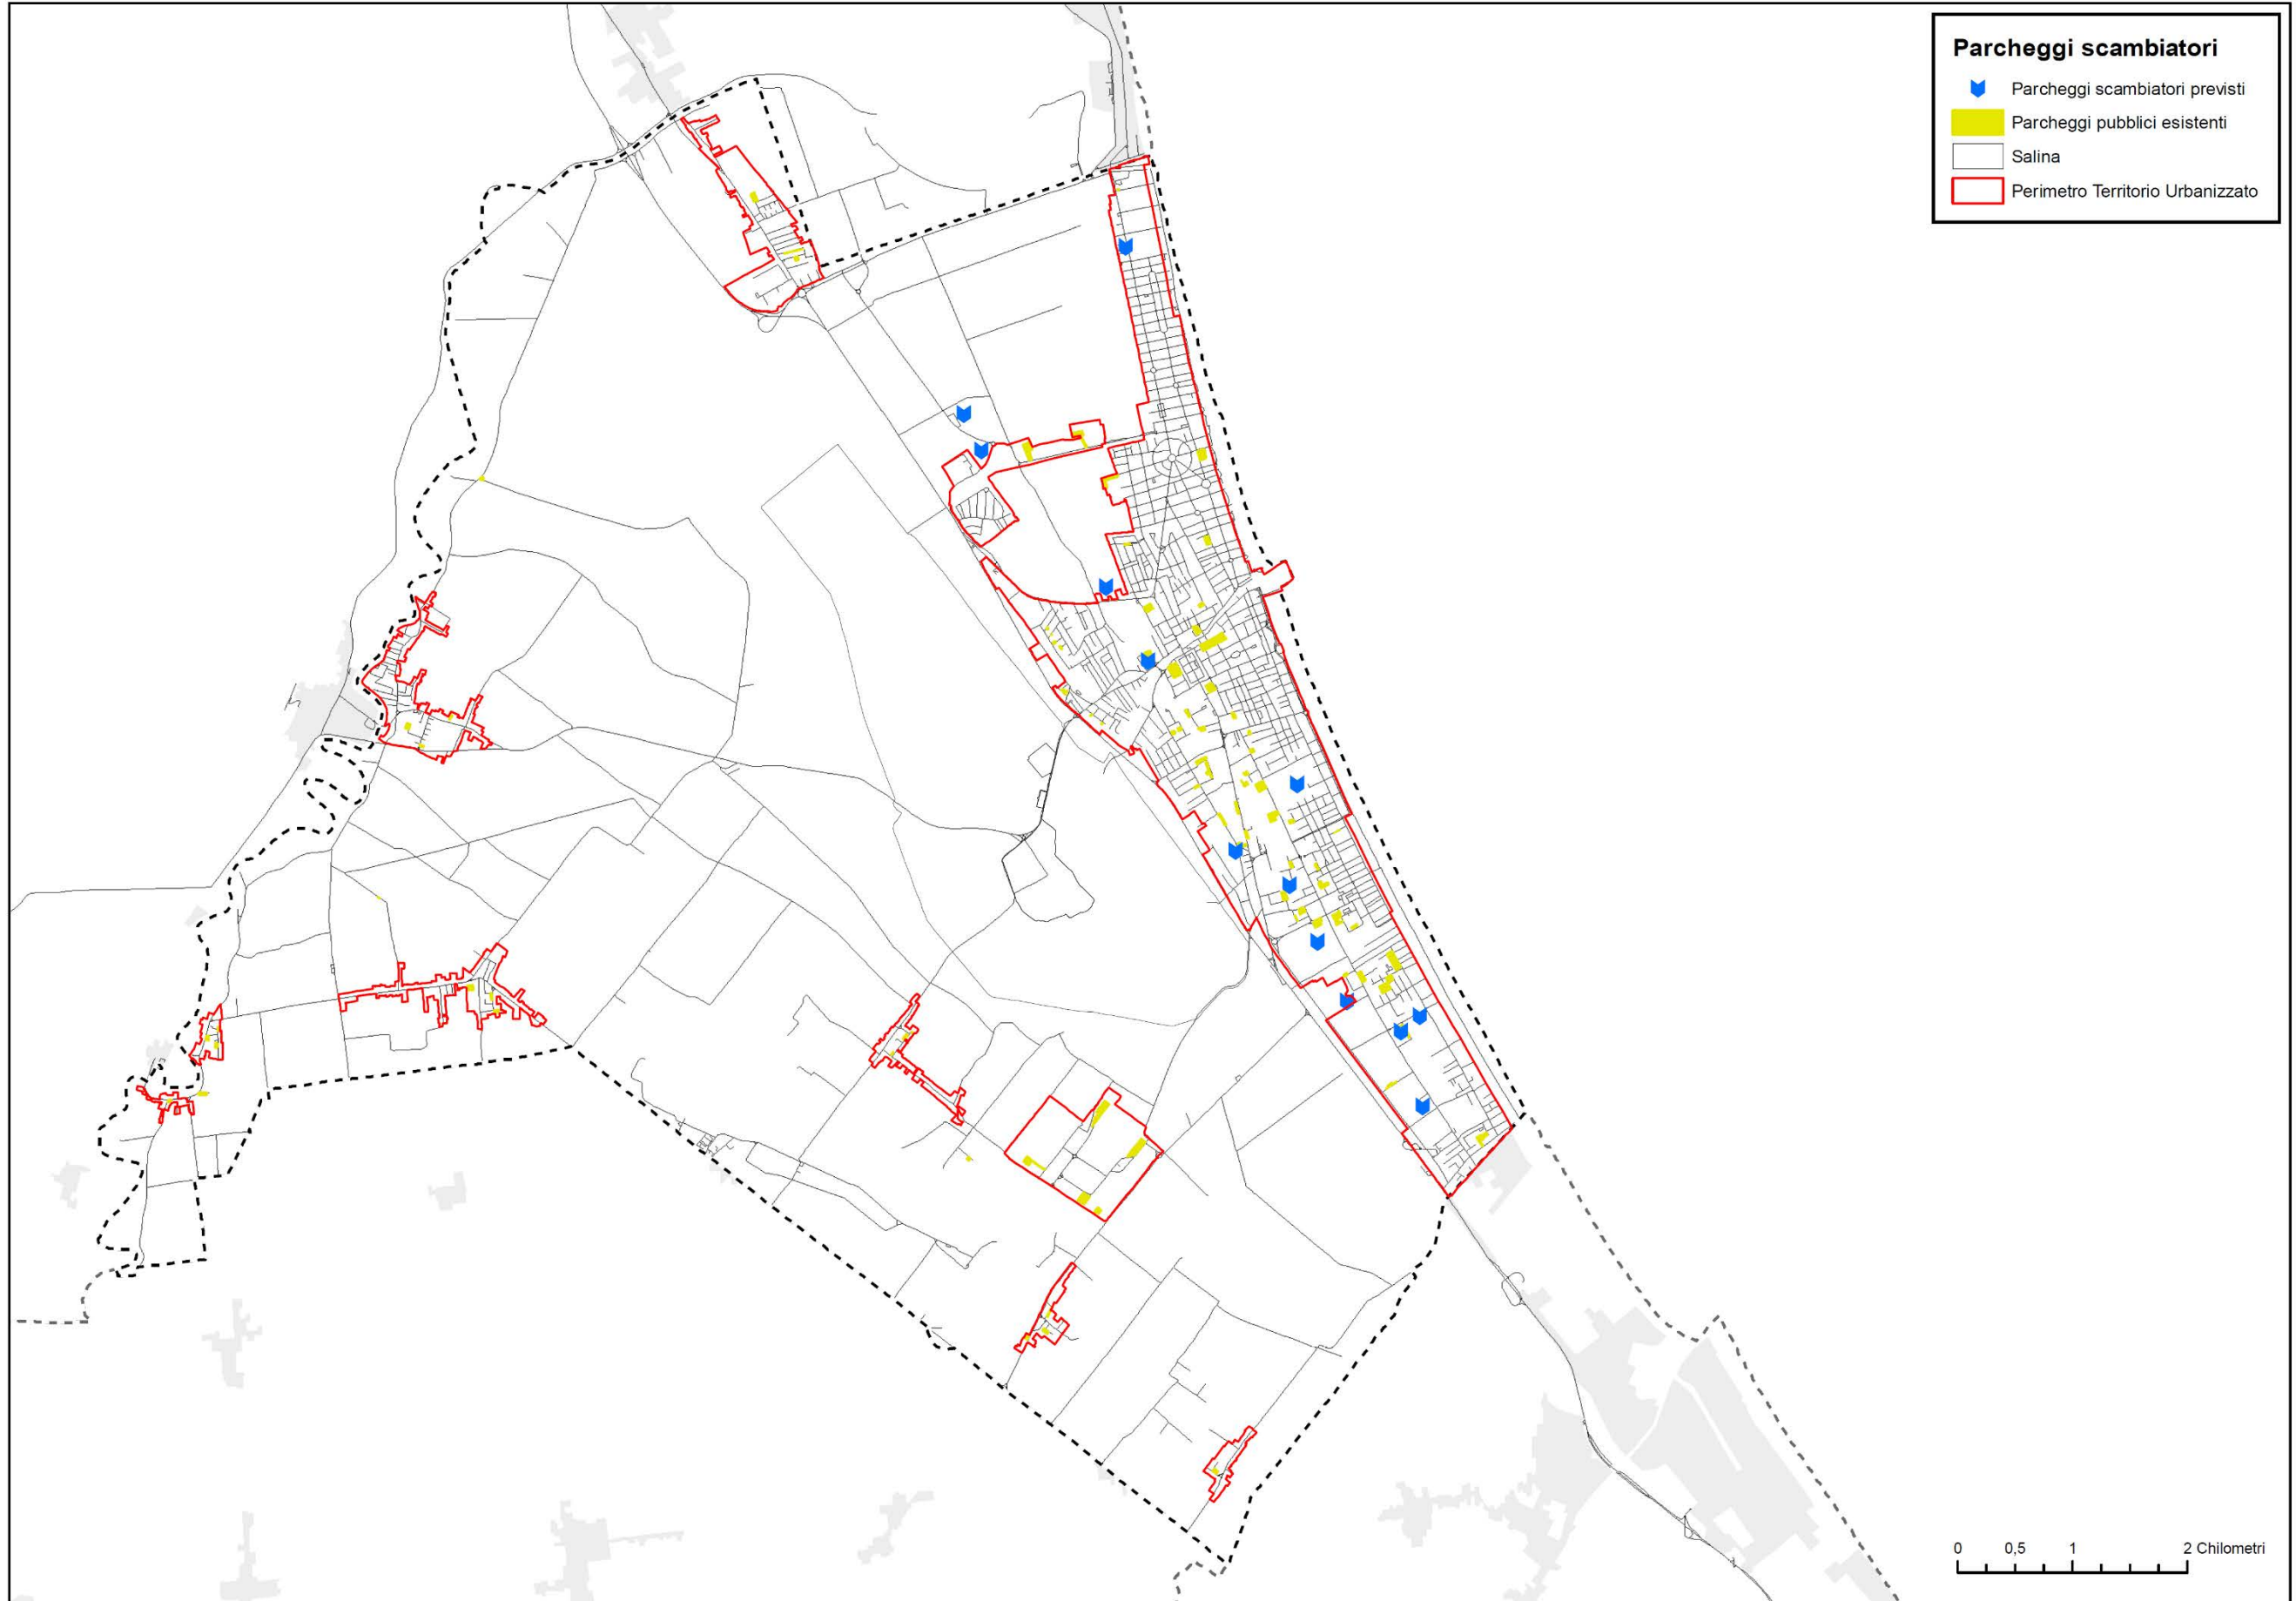 Parcheggi scambiatori
Parcheggi scambiatori previsti
Parcheggi pubblici esistenti
Salina
Perimetro Territorio Urbanizzato
0 0,5 1 2 Chilometri